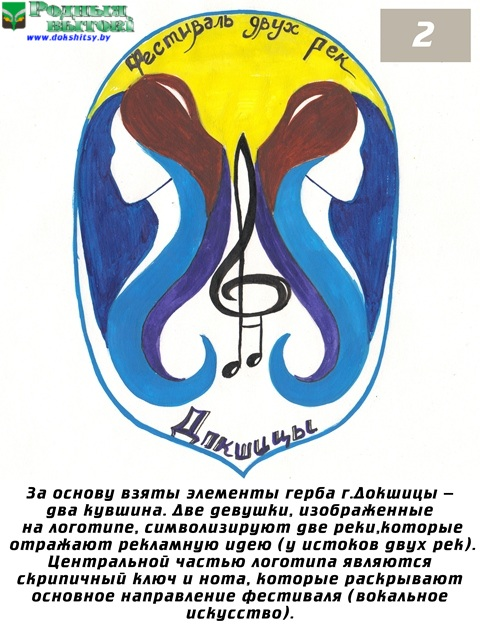 Родныя
вытокі
www.dokshitsy.by
2
Фестиваль двух рек
Докшицы
За основу взяты элементы герба г.Докшицы –
два кувшина. Две девушки, изображенные
на логотипе, символизируют две реки,которые
отражают рекламную идею (у истоков двух рек).
Центральной частью логотипа являются
скрипичный ключ и нота, которые раскрывают
основное направление фестиваля (вокальное
искусство).